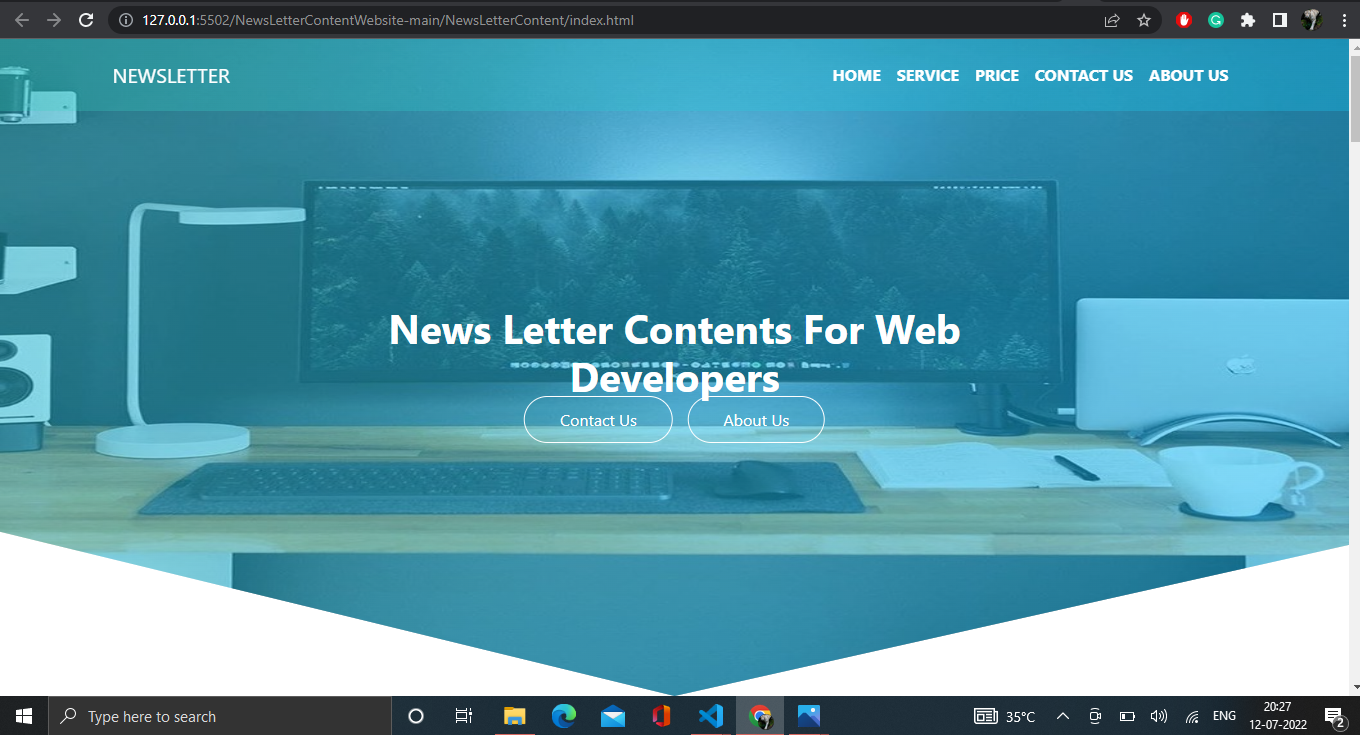 127.0.0.1:5502/NewsLetterContentWebsite-main/NewsLetterContent/index.html
NEWSLETTER
HOME SERVICE PRICE CONTACT US ABOUT US
News Letter Contents For Web
Developers
Contact Us About Us
Type here to search
35°C
ENG
20:27
12-07-2022
2